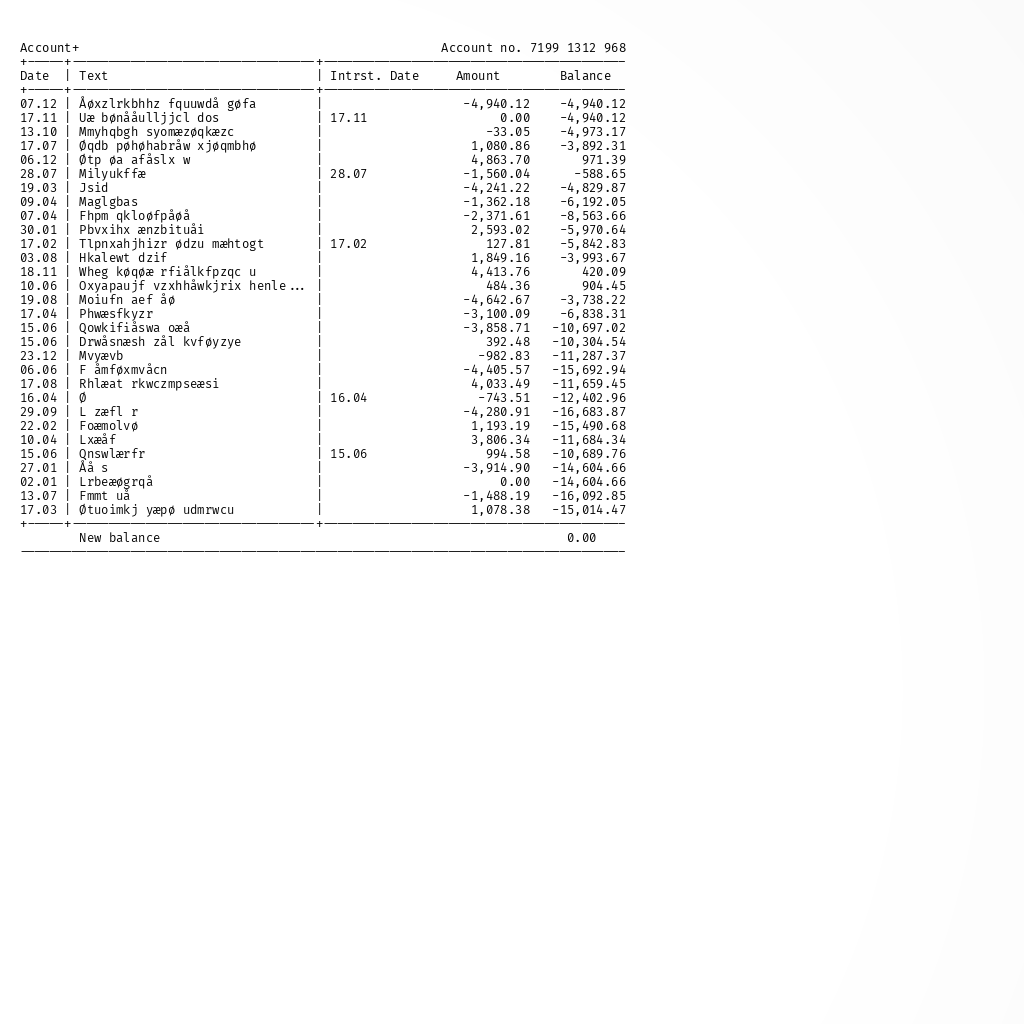 Account+ Account no. 7199 1312 968
Date | Text | Intrst. Date Amount Balance
07.12 | Åøxzlrkbhhz fquuwdå gøfa | -4,940.12 -4,940.12
17.11 | Uæ bønååulljjcl dos | 17.11 0.00 -4,940.12
13.10 | Mmyhqbgh syomæzøqkæzc | -33.05 -4,973.17
17.07 | Øqdb pøhøhabråw xjøqmbhø | 1,080.86 -3,892.31
06.12 | Øtp øa afåslx w | 4,863.70 971.39
28.07 | Milyukffæ | 28.07 -1,560.04 -588.65
19.03 | Jsid | -4,241.22 -4,829.87
09.04 | Maglgbas | -1,362.18 -6,192.05
07.04 | Fhpm qkloøfpåøå | -2,371.61 -8,563.66
30.01 | Pbvxihx ænzbituåi | 2,593.02 -5,970.64
17.02 | Tlpnxahjhizr ødzu mæhtogt | 17.02 127.81 -5,842.83
03.08 | Hkalewt dzif | 1,849.16 -3,993.67
18.11 | Wheg køqøæ rfiålkfpzqc u | 4,413.76 420.09
10.06 | Oxyapaujf vzxhhåwkjrix henle... | 484.36 904.45
19.08 | Moiufn aef åø | -4,642.67 -3,738.22
17.04 | Phwæsfkyzr | -3,100.09 -6,838.31
15.06 | Qowkifiåswa oæå | -3,858.71 -10,697.02
15.06 | Drwåsnæsh zål kvføyzye | 392.48 -10,304.54
23.12 | Mvyævb | -982.83 -11,287.37
06.06 | F åmføxmvåcn | -4,405.57 -15,692.94
17.08 | Rhlæat rkwczmpseæsi | 4,033.49 -11,659.45
16.04 | Ø | 16.04 -743.51 -12,402.96
29.09 | L zæfl r | -4,280.91 -16,683.87
22.02 | Foæmolvø | 1,193.19 -15,490.68
10.04 | Lxæåf | 3,806.34 -11,684.34
15.06 | Qnswlærfr | 15.06 994.58 -10,689.76
27.01 | Åå s | -3,914.90 -14,604.66
02.01 | Lrbeæøgrqå | 0.00 -14,604.66
13.07 | Fmmt uå | -1,488.19 -16,092.85
17.03 | Øtuoimkj yæpø udmrwcu | 1,078.38 -15,014.47
New balance 0.00